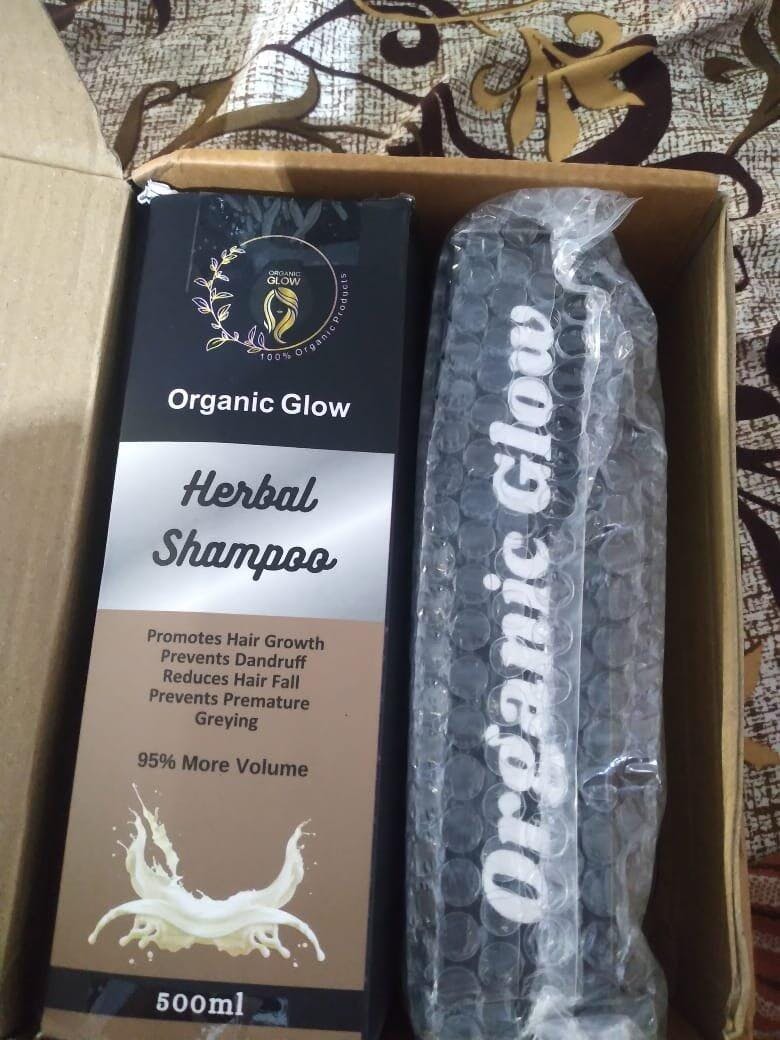 ORGANIC
GLOW
100% Organic Products
Organic Glow
Herbal
Shampoo
Promotes Hair Growth
Prevents Dandruff
Reduces Hair Fall
Prevents Premature
Greying
95% More Volume
500ml
Organic Glow